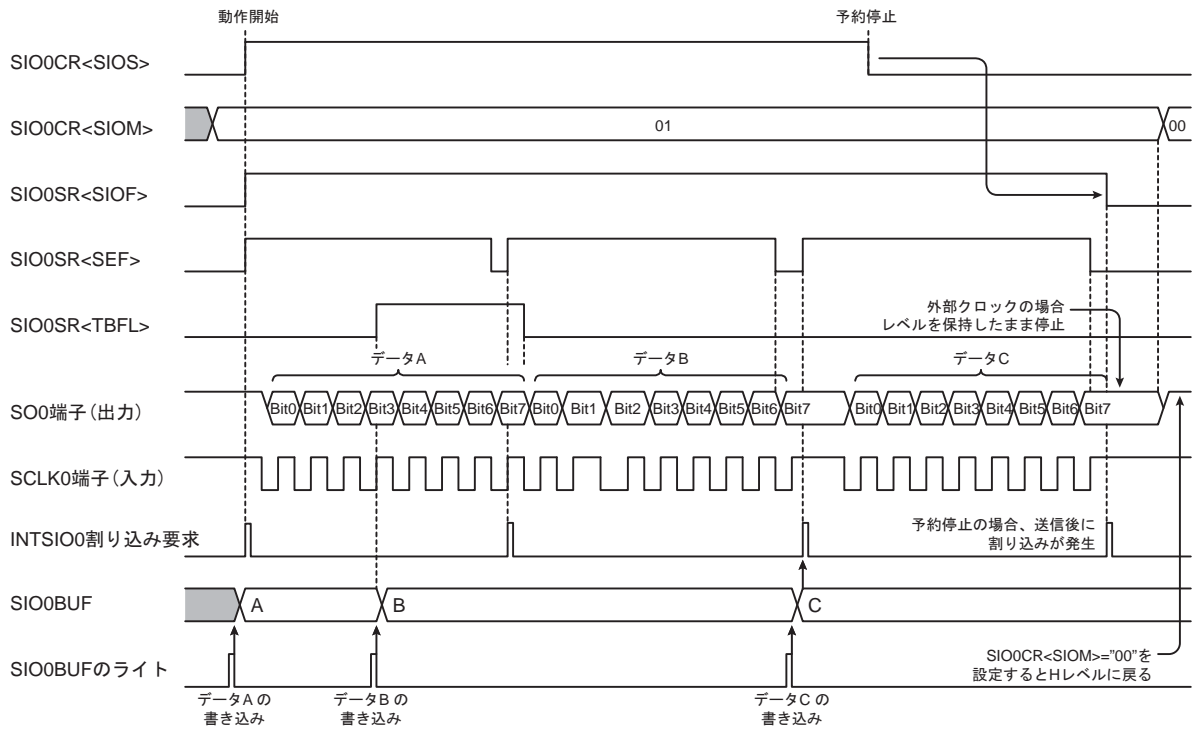 動作開始
予約停止
SIO0CR<SIOS>
SIO0CR<SIOM>
01
00
SIO0SR<SIOF>
SIO0SR<SEF>
SIO0SR<TBFL>
外部クロックの場合
レベルを保持したまま停止
データA
データB
データC
SO0端子(出力)
Bit0 Bit1 Bit2 Bit3 Bit4 Bit5 Bit6 Bit7 Bit0 Bit1 Bit2 Bit3 Bit4 Bit5 Bit6 Bit7 Bit0 Bit1 Bit2 Bit3 Bit4 Bit5 Bit6 Bit7
SCLK0端子(入力)
INTSIO0割り込み要求
予約停止の場合、送信後に
割り込みが発生
SIO0BUF
A
B
C
SIO0BUFのライト
SIO0CR<SIOM>="00"を
設定するとHレベルに戻る
データAの
書き込み
データBの
書き込み
データCの
書き込み